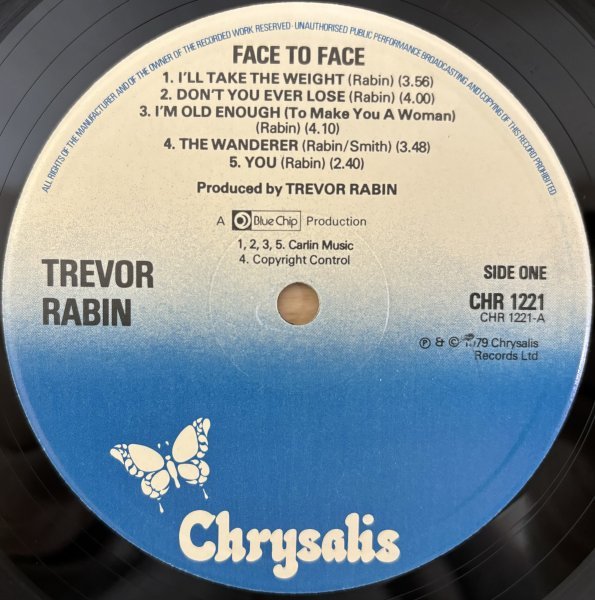 ALL RIGHTS OF THE MANUFACTURER AND OF THE OWNER OF THE RECORDED WORK RESERVED · UNAUTHORISED PUBLIC PERFORMANCE BROADCASTING AND COPYING OF THIS RECORD PROHIBITED
FACE TO FACE
1. I'LL TAKE THE WEIGHT (Rabin) (3.56)
2. DON'T YOU EVER LOSE (Rabin) (4.00)
3. I'M OLD ENOUGH (To Make You A Woman)
(Rabin) (4.10)
4. THE WANDERER (Rabin/Smith) (3.48)
5. YOU (Rabin) (2.40)
Produced by TREVOR RABIN
A Blue Chip Production
1, 2, 3, 5. Carlin Music
4. Copyright Control
TREVOR
RABIN
SIDE ONE
CHR 1221
CHR 1221-A
℗ & © 1979 Chrysalis
Records Ltd
Chrysalis